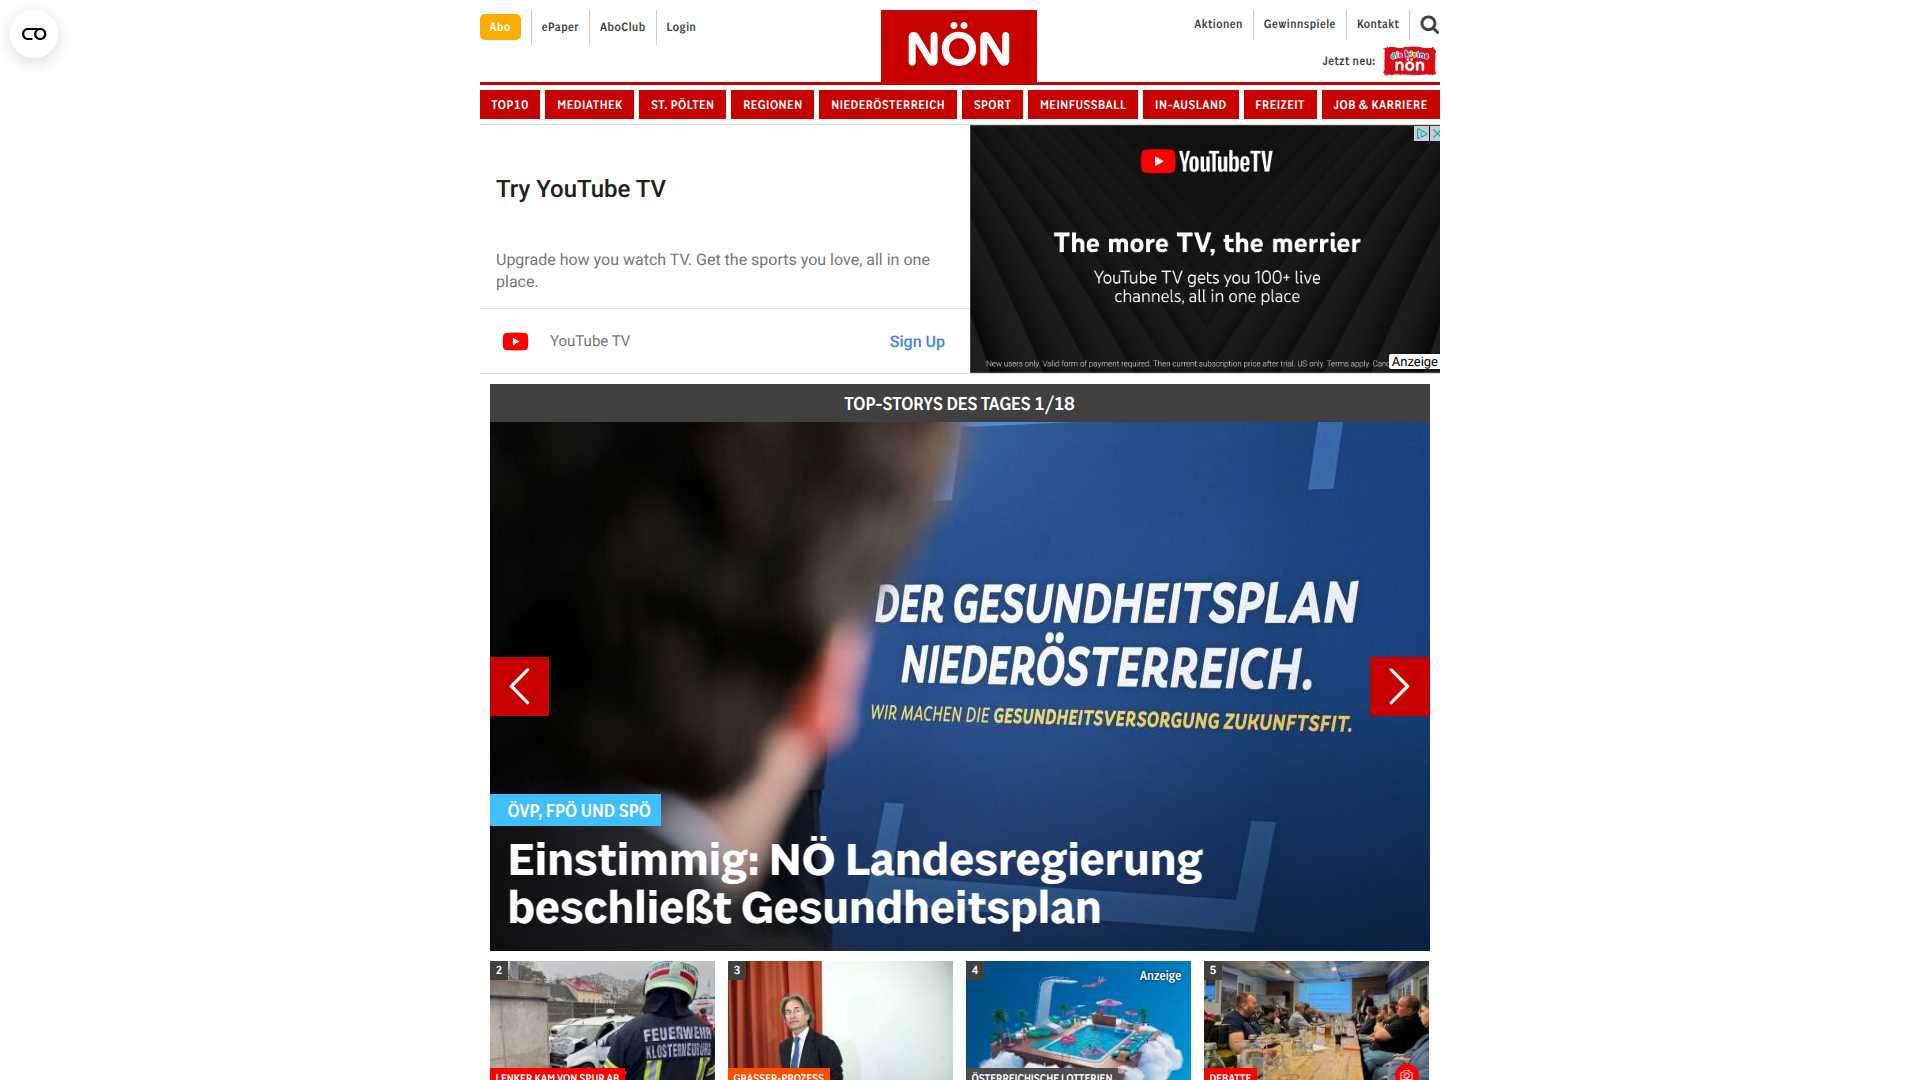 Abo
ePaper
AboClub
Login
NÖN
Aktionen
Gewinnspiele
Kontakt
Jetzt neu:
die kleine
nön
TOP10
MEDIATHEK
ST. PÖLTEN
REGIONEN
NIEDERÖSTERREICH
SPORT
MEINFUSSBALL
IN-AUSLAND
FREIZEIT
JOB & KARRIERE
Try YouTube TV
Upgrade how you watch TV. Get the sports you love, all in one
place.
YouTube TV
Sign Up
YouTubeTV
The more TV, the merrier
YouTube TV gets you 100+ live
channels, all in one place
New users only. Valid form of payment required. Then current subscription price after trial. US only. Terms apply.
Anzeige
TOP-STORYS DES TAGES 1/18
DER GESUNDHEITSPLAN
NIEDERÖSTERREICH.
WIR MACHEN DIE GESUNDHEITSVERSORGUNG ZUKUNFTSFIT.
ÖVP, FPÖ UND SPÖ
Einstimmig: NÖ Landesregierung
beschließt Gesundheitsplan
2
FEUERWEHR
KLOSTERNEUBURG
LENKER KAM VON SPUR AB
3
GRASSER-PROZESS
4
Anzeige
ÖSTERREICHISCHE LOTTERIEN
5
DEBATTE